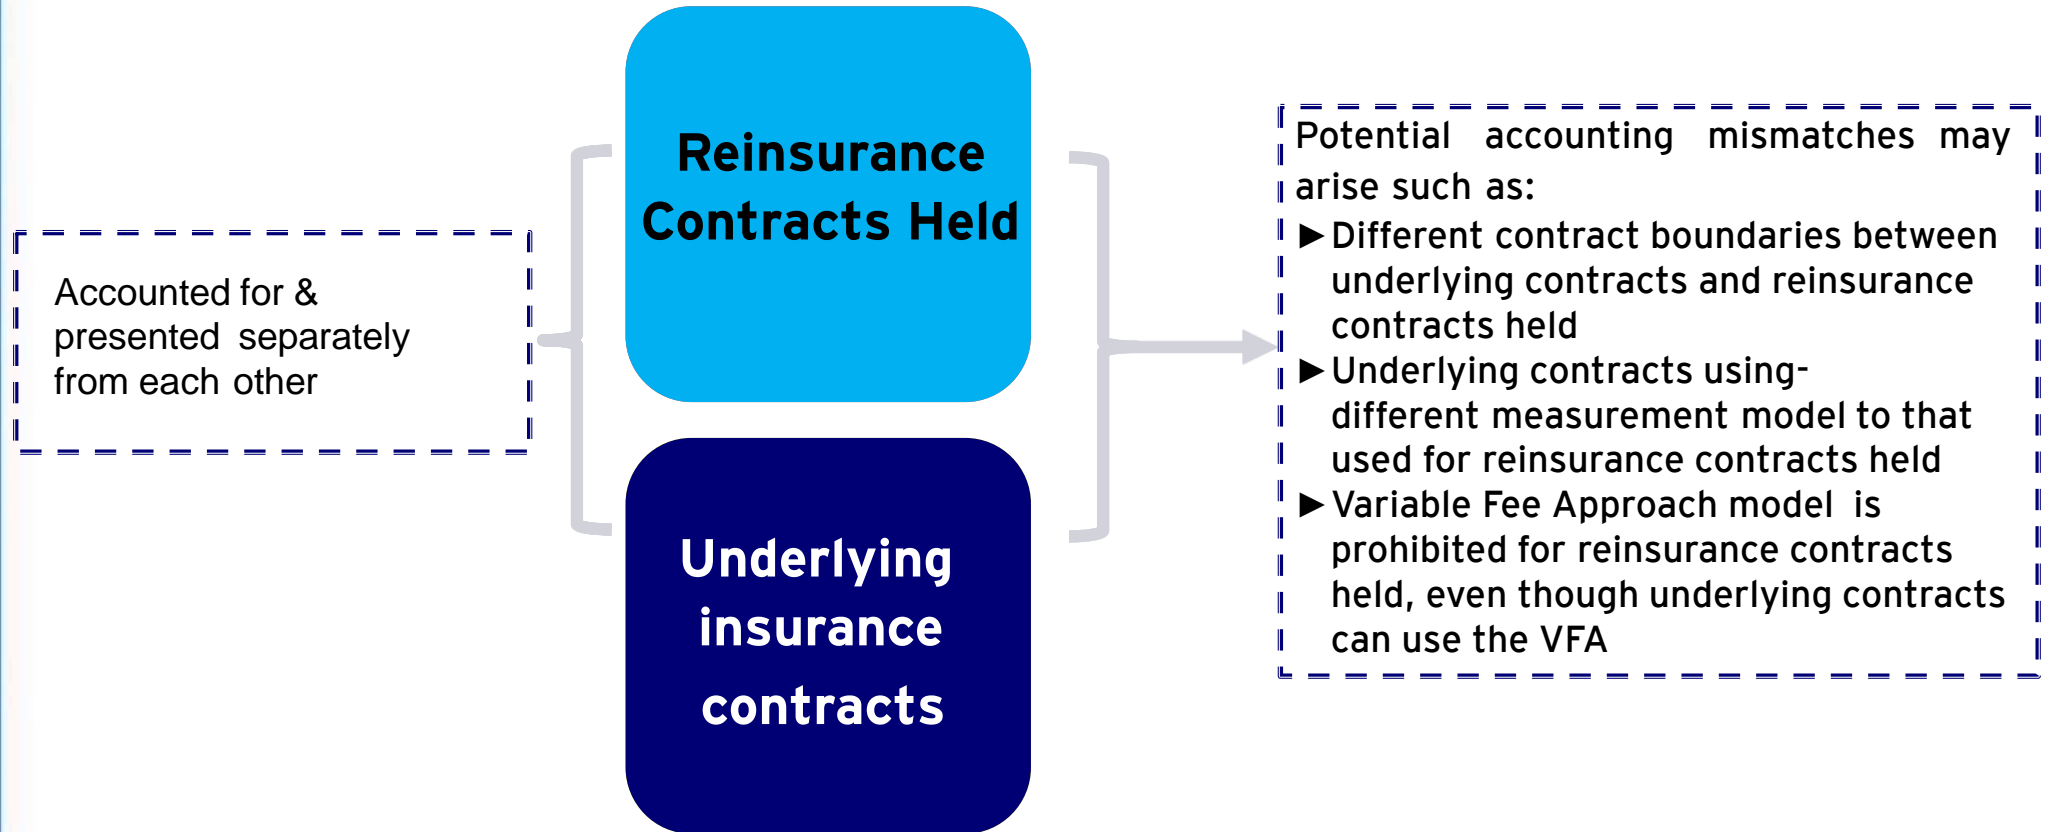 Accounted for &
presented separately
from each other
Reinsurance
Contracts Held
Underlying
insurance
contracts
Potential accounting mismatches may
arise such as:
►Different contract boundaries between
underlying contracts and reinsurance
contracts held
►Underlying contracts using-
different measurement model to that
used for reinsurance contracts held
►Variable Fee Approach model is
prohibited for reinsurance contracts
held, even though underlying contracts
can use the VFA